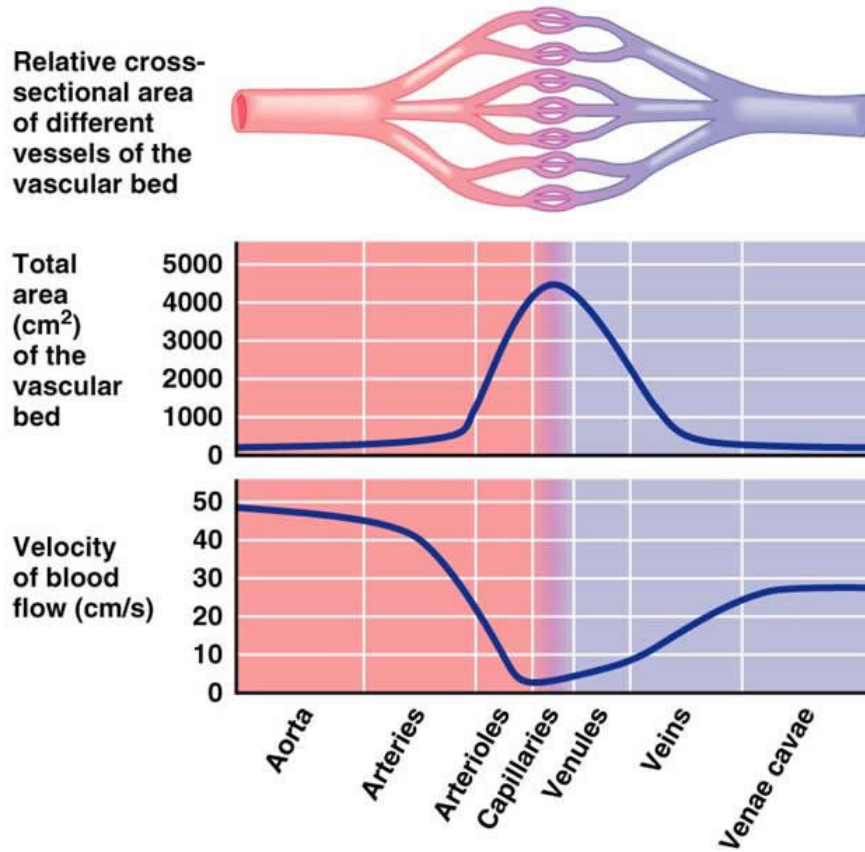 Relative cross-
sectional area
of different
vessels of the
vascular bed
Total
area
(cm²)
of the
vascular
bed
5000
4000
3000
2000
1000
0
Velocity
of blood
flow (cm/s)
50
40
30
20
10
0
Aorta
Arteries
Arterioles
Capillaries
Venules
Veins
Venae cavae